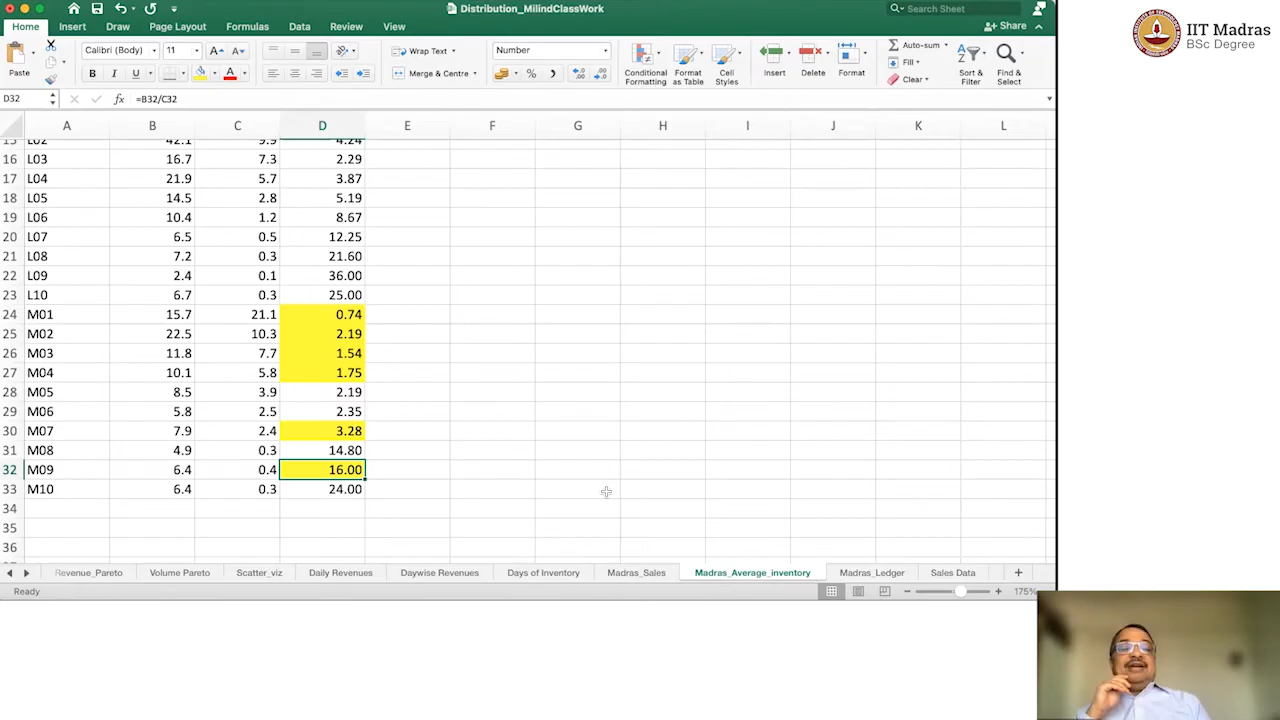 Distribution_MilindClassWork
Search Sheet
Home Insert Draw Page Layout Formulas Data Review View
Share
Paste
Calibri (Body) 11
Wrap Text
Merge & Centre
Number
Conditional Formatting
Format as Table
Cell Styles
Insert
Delete
Format
Auto-sum
Fill
Clear
Sort & Filter
Find & Select
D32 fx =B32/C32
A B C D E F G H I J K L
15 L02 42.1 9.9 4.24
16 L03 16.7 7.3 2.29
17 L04 21.9 5.7 3.87
18 L05 14.5 2.8 5.19
19 L06 10.4 1.2 8.67
20 L07 6.5 0.5 12.25
21 L08 7.2 0.3 21.60
22 L09 2.4 0.1 36.00
23 L10 6.7 0.3 25.00
24 M01 15.7 21.1 0.74
25 M02 22.5 10.3 2.19
26 M03 11.8 7.7 1.54
27 M04 10.1 5.8 1.75
28 M05 8.5 3.9 2.19
29 M06 5.8 2.5 2.35
30 M07 7.9 2.4 3.28
31 M08 4.9 0.3 14.80
32 M09 6.4 0.4 16.00
33 M10 6.4 0.3 24.00
34
35
36
Revenue_Pareto Volume Pareto Scatter_viz Daily Revenues Daywise Revenues Days of Inventory Madras_Sales Madras_Average_inventory Madras_Ledger Sales Data
Ready
175%
IIT Madras
BSc Degree